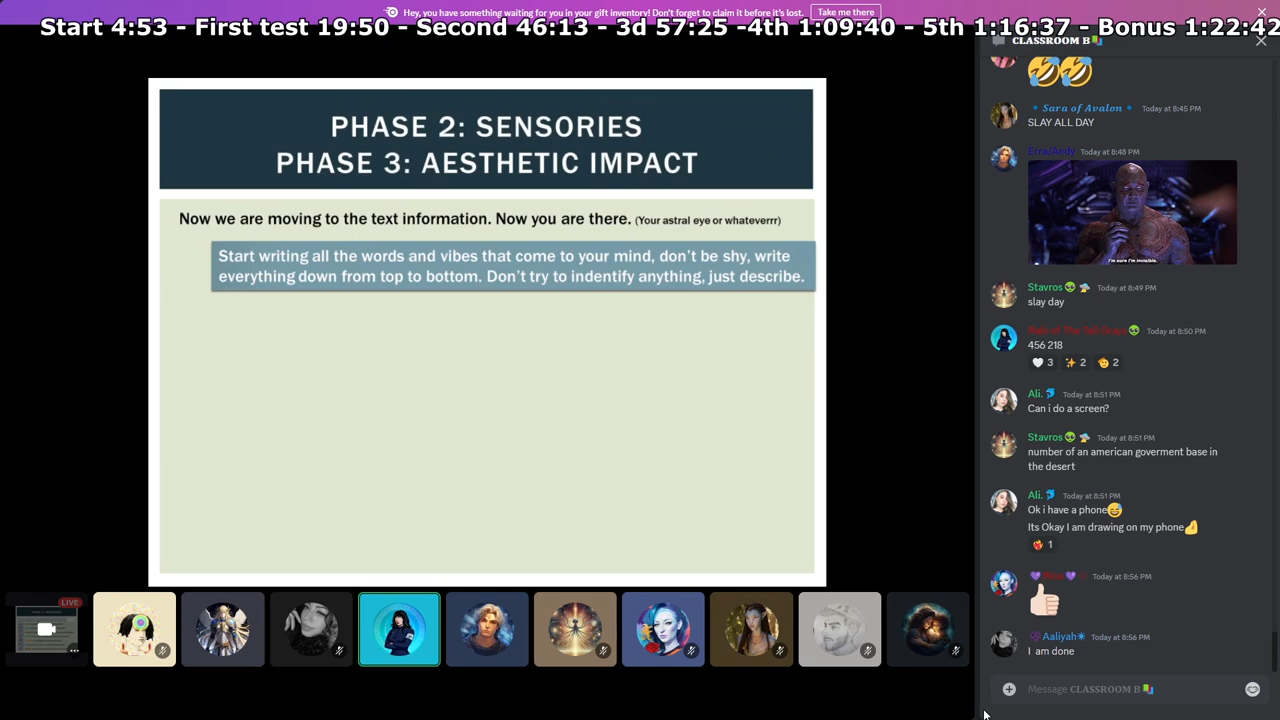 Hey, you have something waiting for you in your gift inventory! Don't forget to claim it before it's lost. Take me there
Start 4:53 - First test 19:50 - Second 46:13 - 3d 57:25 -4th 1:09:40 - 5th 1:16:37 - Bonus 1:22:42
PHASE 2: SENSORIES
PHASE 3: AESTHETIC IMPACT
Now we are moving to the text information. Now you are there. (Your astral eye or whateverrr)
Start writing all the words and vibes that come to your mind, don't be shy, write
everything down from top to bottom. Don't try to indentify anything, just describe.
LIVE
CLASSROOM B
🤣🤣
Sara of Avalon Today at 8:45 PM
SLAY ALL DAY
Erra/Andy Today at 8:48 PM
I'm sure I'm invisible.
Stavros👽 Today at 8:49 PM
slay day
of The Tall Grays👽 Today at 8:50 PM
456 218
🤍 3 ✨ 2 2
Ali. Today at 8:51 PM
Can i do a screen?
Stavros👽 Today at 8:51 PM
number of an american goverment base in
the desert
Ali. Today at 8:51 PM
Ok i have a phone😅
Its Okay I am drawing on my phone
❤️‍🔥 1
💜 💜 Today at 8:56 PM
👍🏻
Aaliyah☀ Today at 8:56 PM
I am done
Message CLASSROOM B